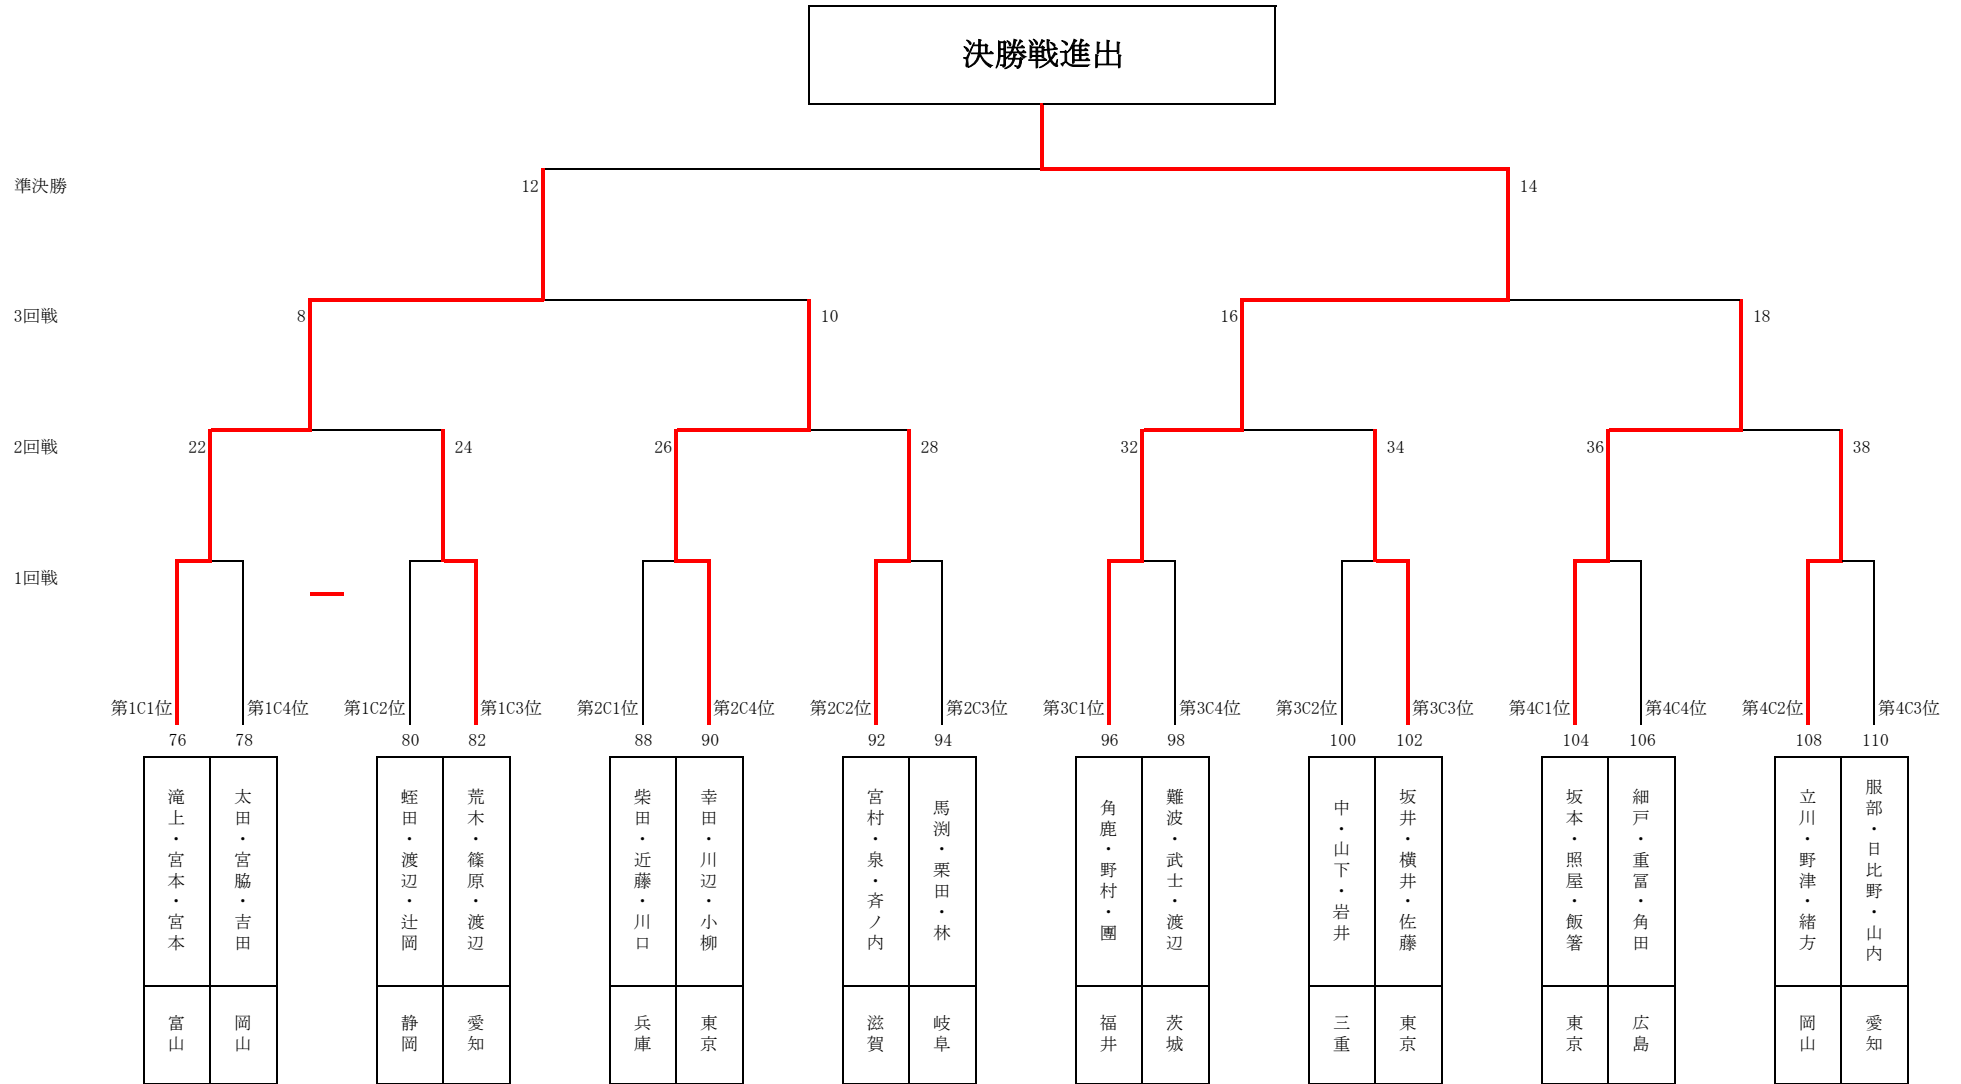 決勝戦進出
準決勝
12
14
3回戦
8
10
16
18
2回戦
22
24
26
28
32
34
36
38
1回戦
第1C1位
第1C4位
第1C2位
第1C3位
第2C1位
第2C4位
第2C2位
第2C3位
第3C1位
第3C4位
第3C2位
第3C3位
第4C1位
第4C4位
第4C2位
第4C3位
76
78
80
82
88
90
92
94
96
98
100
102
104
106
108
110
滝上・宮本・宮本
太田・宮脇・吉田
蛭田・渡辺・辻岡
荒木・篠原・渡辺
柴田・近藤・川口
幸田・川辺・小柳
宮村・泉・斉ノ内
馬渕・栗田・林
角鹿・野村・團
難波・武士・渡辺
中・山下・岩井
坂井・横井・佐藤
坂本・照屋・飯箸
細戸・重冨・角田
立川・野津・緒方
服部・日比野・山内
富山
岡山
静岡
愛知
兵庫
東京
滋賀
岐阜
福井
茨城
三重
東京
東京
広島
岡山
愛知